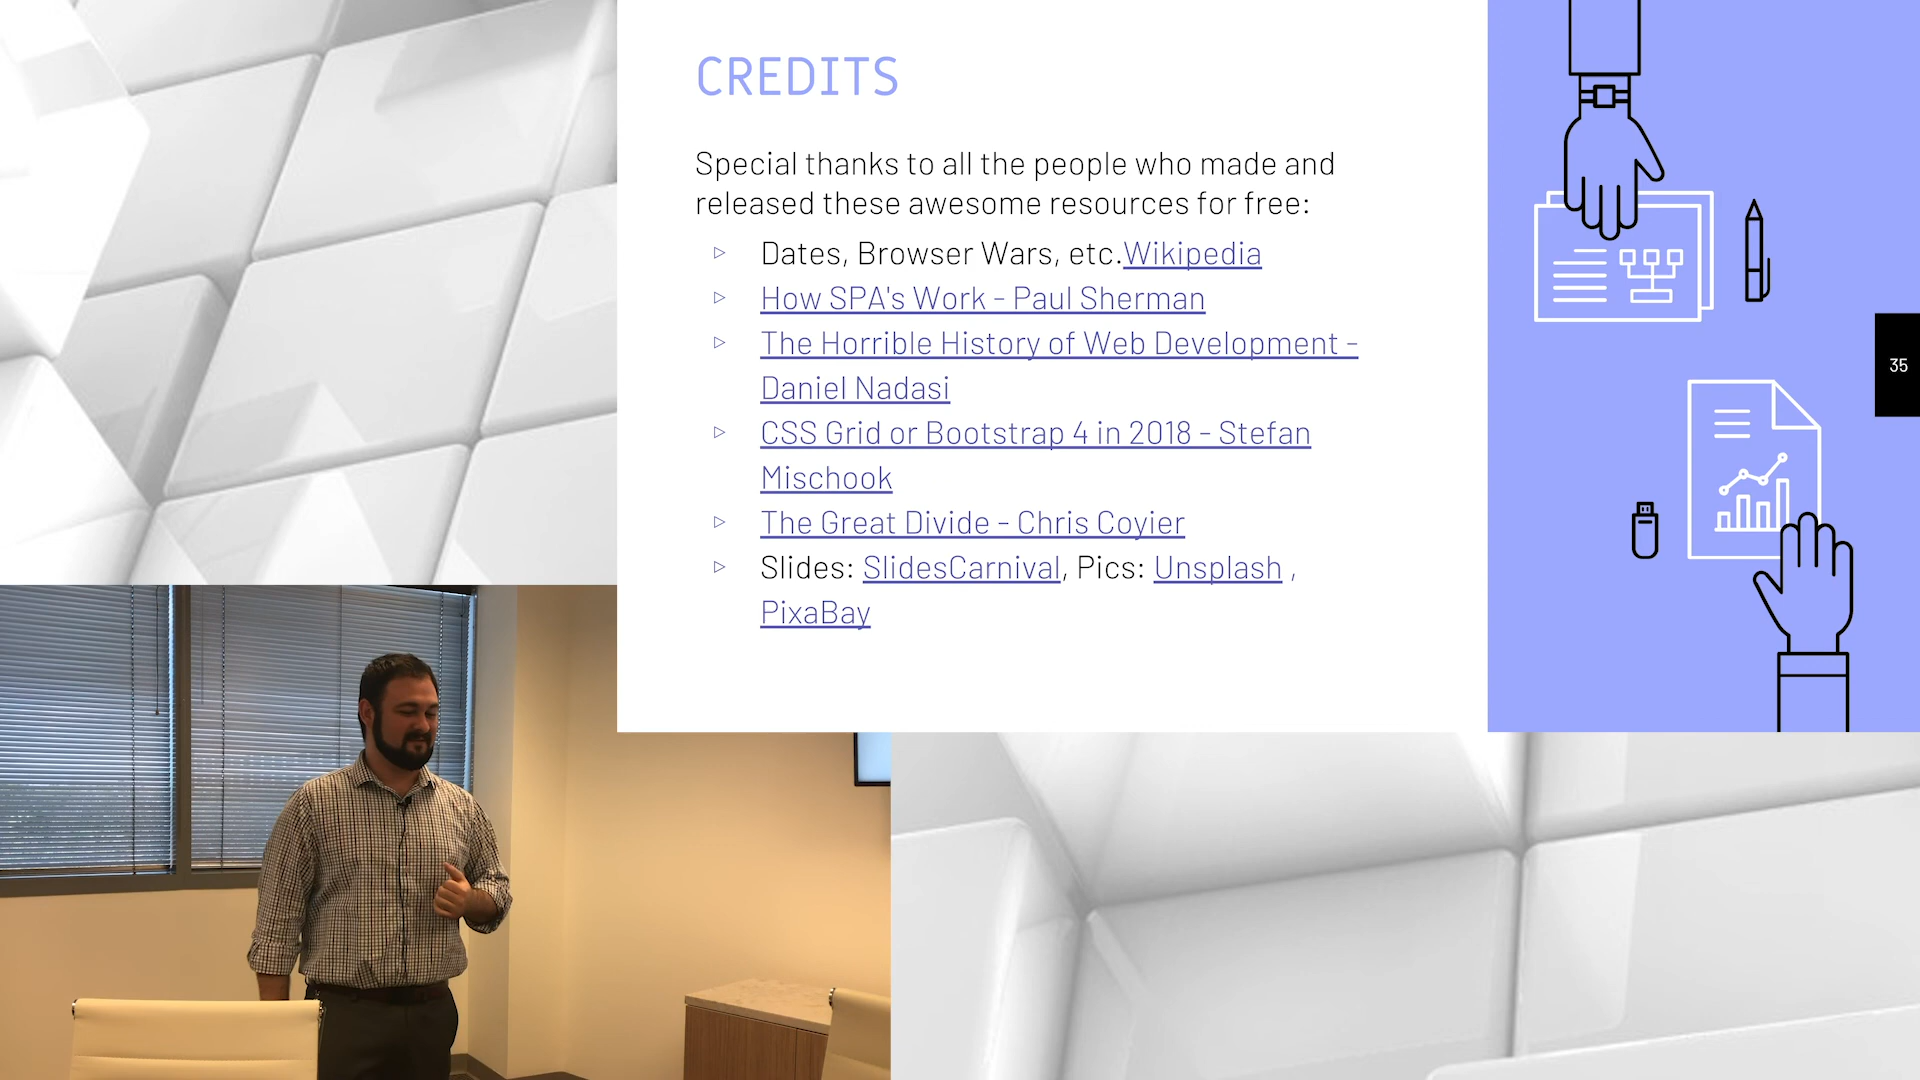 CREDITS
Special thanks to all the people who made and
released these awesome resources for free:
▷ Dates, Browser Wars, etc.Wikipedia
▷ How SPA's Work - Paul Sherman
▷ The Horrible History of Web Development -
Daniel Nadasi
▷ CSS Grid or Bootstrap 4 in 2018 - Stefan
Mischook
▷ The Great Divide - Chris Coyier
▷ Slides: SlidesCarnival, Pics: Unsplash ,
PixaBay
35